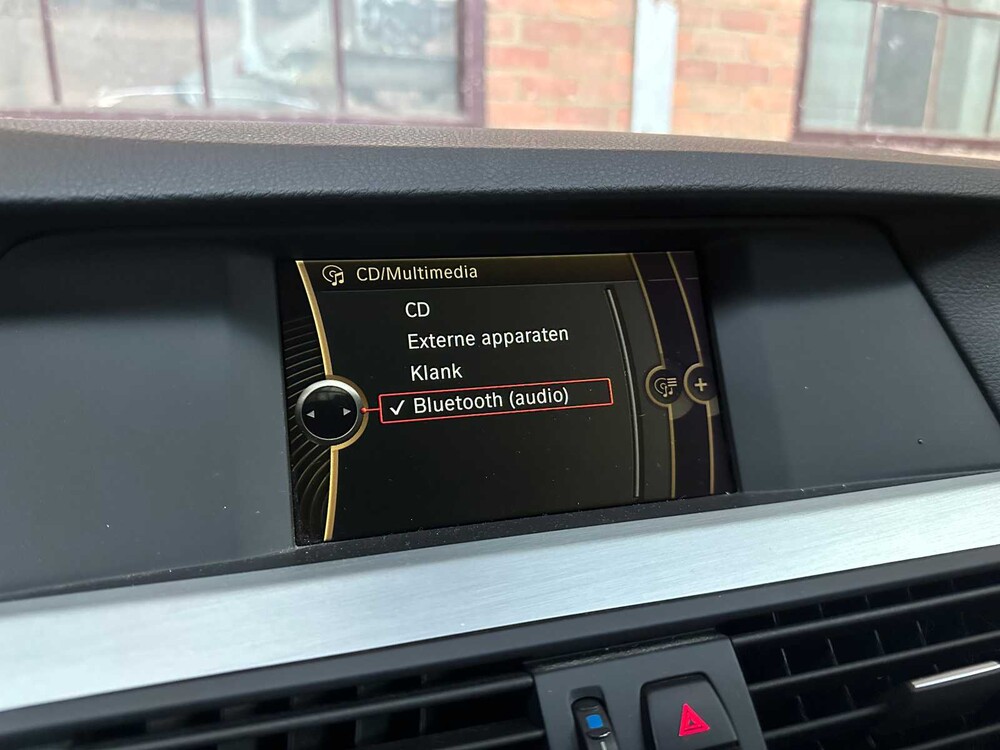 CD/Multimedia
CD
Externe apparaten
Klank
✓ Bluetooth (audio)